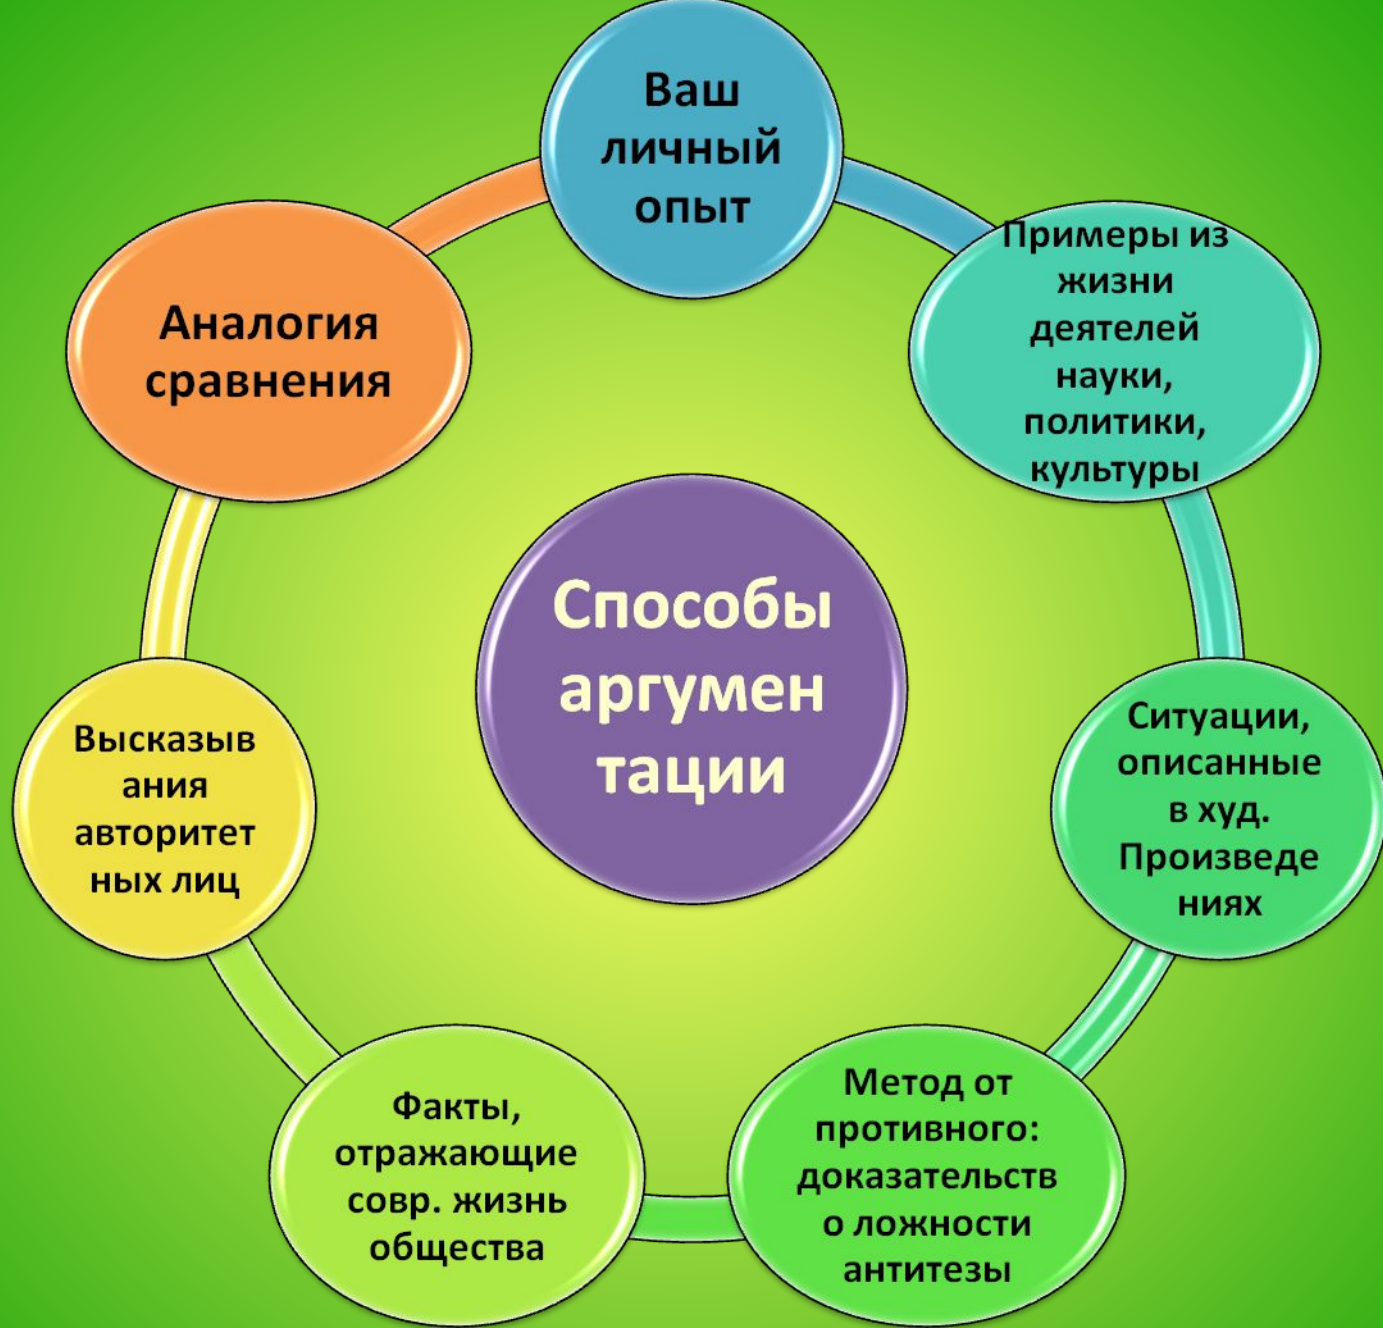 Ваш
личный
опыт
Примеры из
жизни
деятелей
науки,
политики,
культуры
Ситуации,
описанные
в худ.
Произведе
ниях
Метод от
противного:
доказательств
о ложности
антитезы
Факты,
отражающие
совр. жизнь
общества
Высказыв
ания
авторитет
ных лиц
Аналогия
сравнения
Способы
аргумен
тации